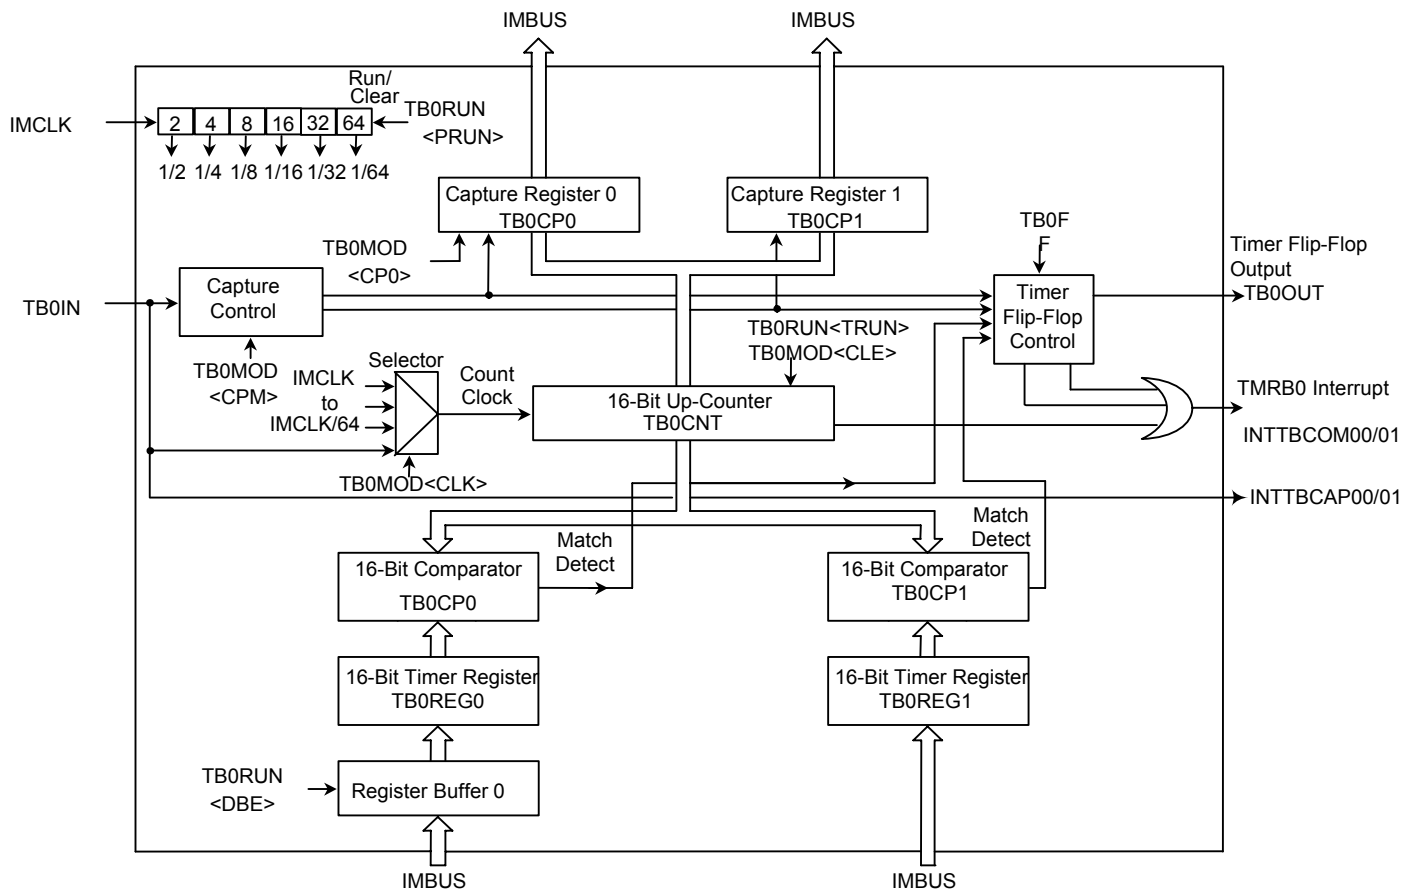 IMBUS
IMBUS
Run/
Clear
IMCLK
2 4 8 16 32 64
TB0RUN
<PRUN>
1/2 1/4 1/8 1/16 1/32 1/64
Capture Register 0
TB0CP0
Capture Register 1
TB0CP1
TB0MOD
<CP0>
TB0F
F
Timer Flip-Flop
Output
TB0OUT
TB0IN
Capture
Control
Timer
Flip-Flop
Control
TB0RUN<TRUN>
TB0MOD<CLE>
TB0MOD
<CPM>
Selector
IMCLK
to
IMCLK/64
Count
Clock
16-Bit Up-Counter
TB0CNT
TMRB0 Interrupt
INTTBCOM00/01
TB0MOD<CLK>
INTTBCAP00/01
Match
Detect
Match
Detect
16-Bit Comparator
TB0CP0
16-Bit Comparator
TB0CP1
16-Bit Timer Register
TB0REG0
16-Bit Timer Register
TB0REG1
TB0RUN
<DBE>
Register Buffer 0
IMBUS
IMBUS